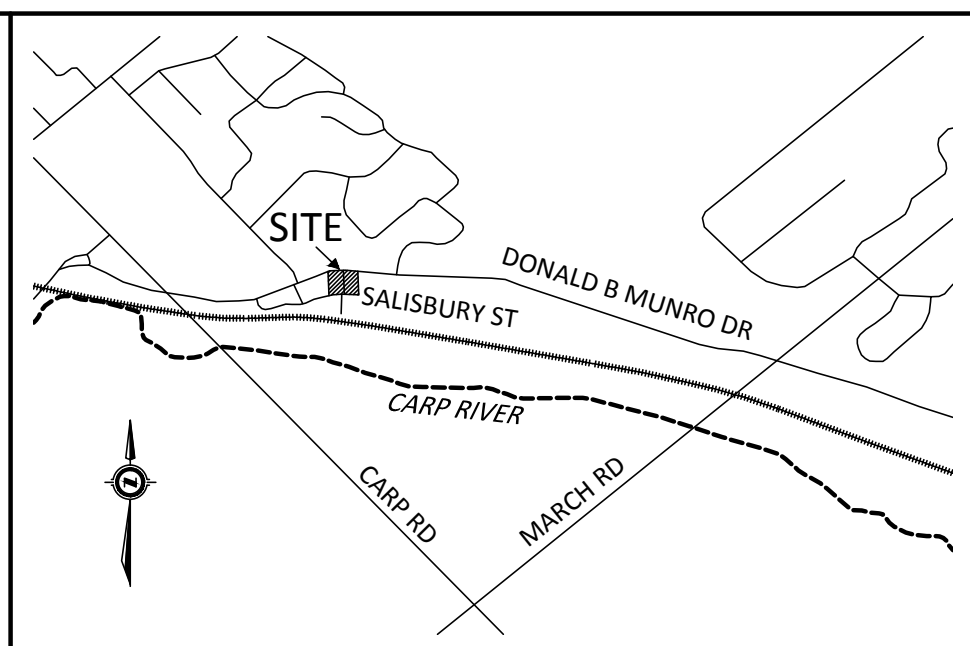 SITE
DONALD B MUNRO DR
SALISBURY ST
CARP RIVER
CARP RD
MARCH RD
N